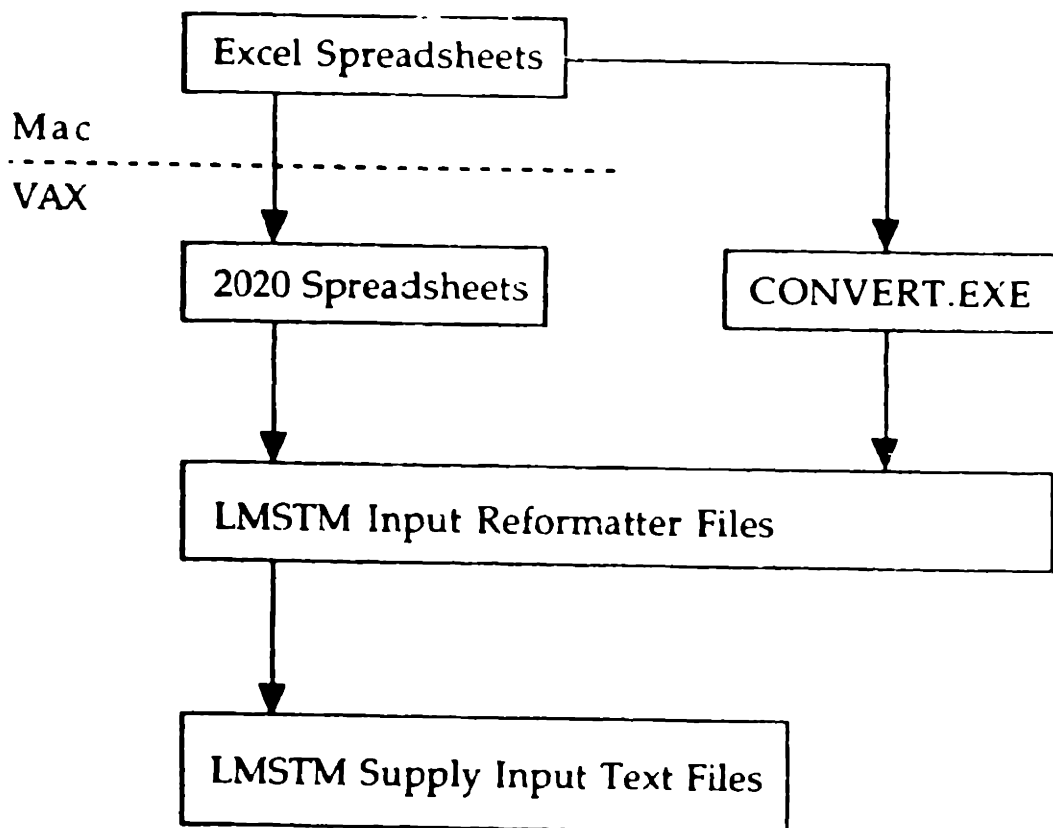 Excel Spreadsheets
Mac
VAX
2020 Spreadsheets
CONVERT.EXE
LMSTM Input Reformatter Files
LMSTM Supply Input Text Files